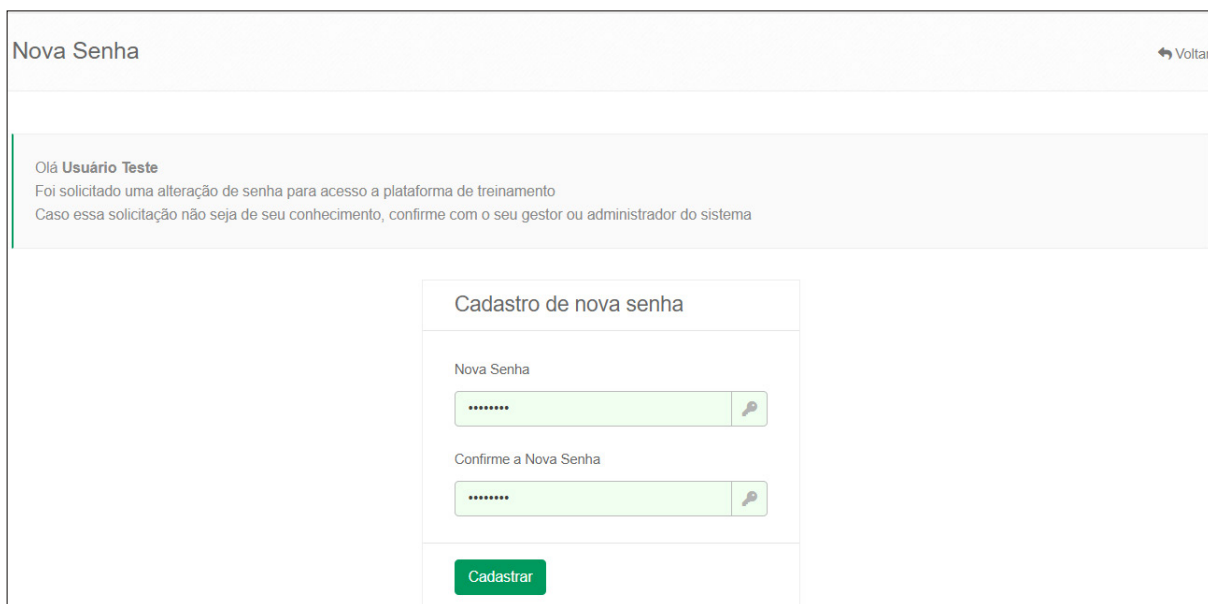 Nova Senha
Voltar
Olá Usuário Teste
Foi solicitado uma alteração de senha para acesso a plataforma de treinamento
Caso essa solicitação não seja de seu conhecimento, confirme com o seu gestor ou administrador do sistema
Cadastro de nova senha
Nova Senha
••••••••
Confirme a Nova Senha
••••••••
Cadastrar